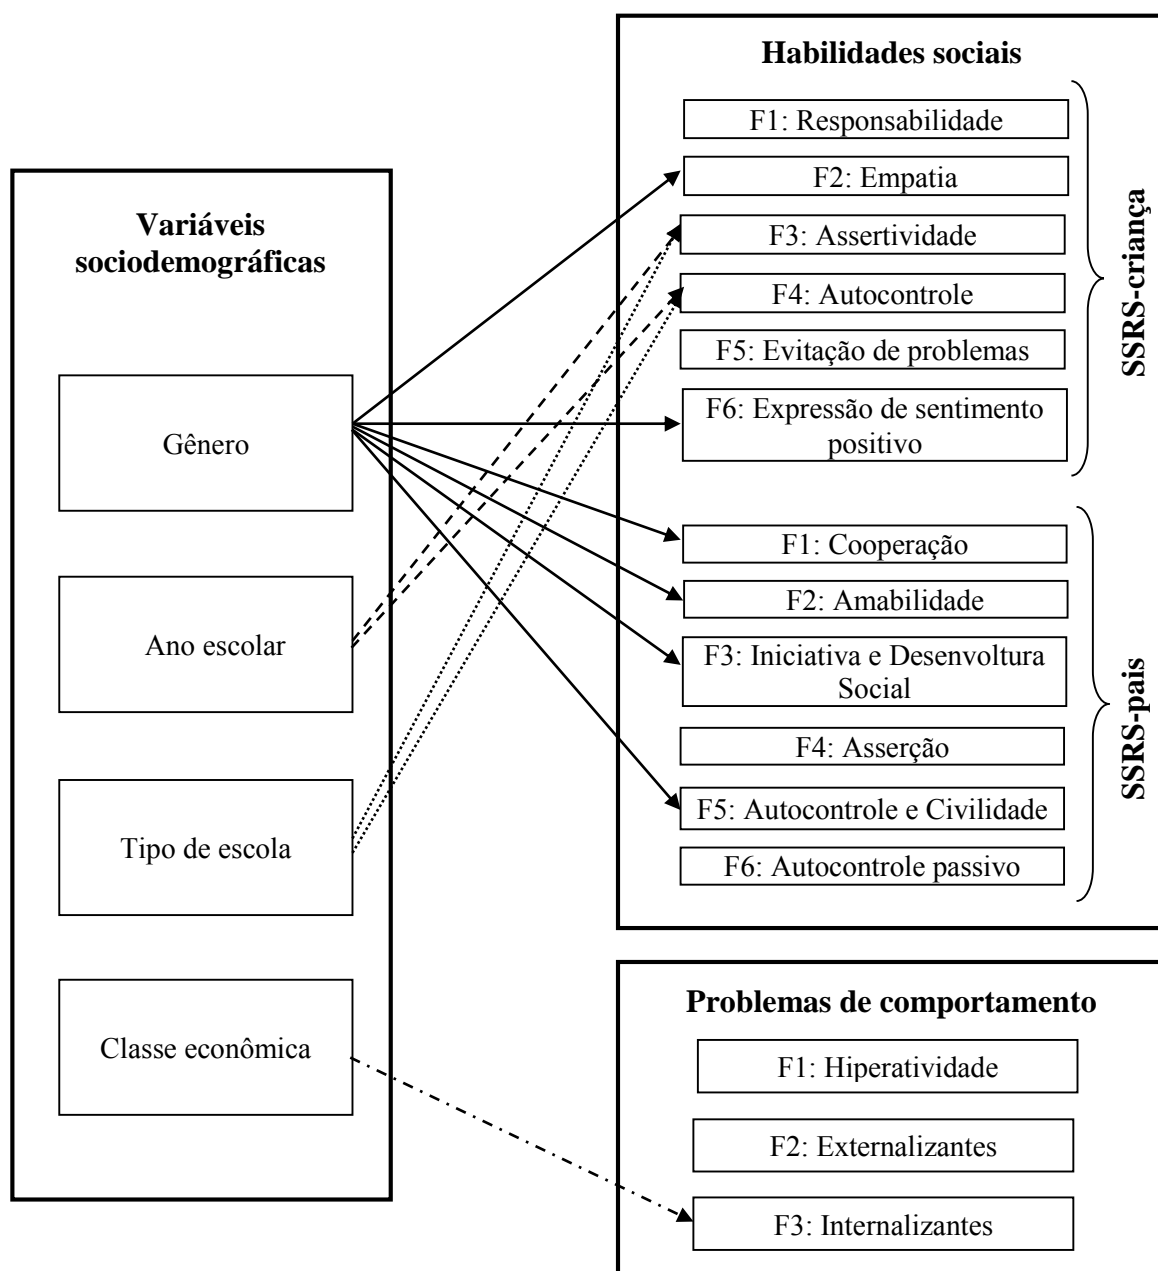 Variáveis
sociodemográficas
Gênero
Ano escolar
Tipo de escola
Classe econômica
Habilidades sociais
F1: Responsabilidade
F2: Empatia
F3: Assertividade
F4: Autocontrole
F5: Evitação de problemas
F6: Expressão de sentimento
positivo
SSRS-criança
F1: Cooperação
F2: Amabilidade
F3: Iniciativa e Desenvoltura
Social
F4: Asserção
F5: Autocontrole e Civilidade
F6: Autocontrole passivo
SSRS-pais
Problemas de comportamento
F1: Hiperatividade
F2: Externalizantes
F3: Internalizantes